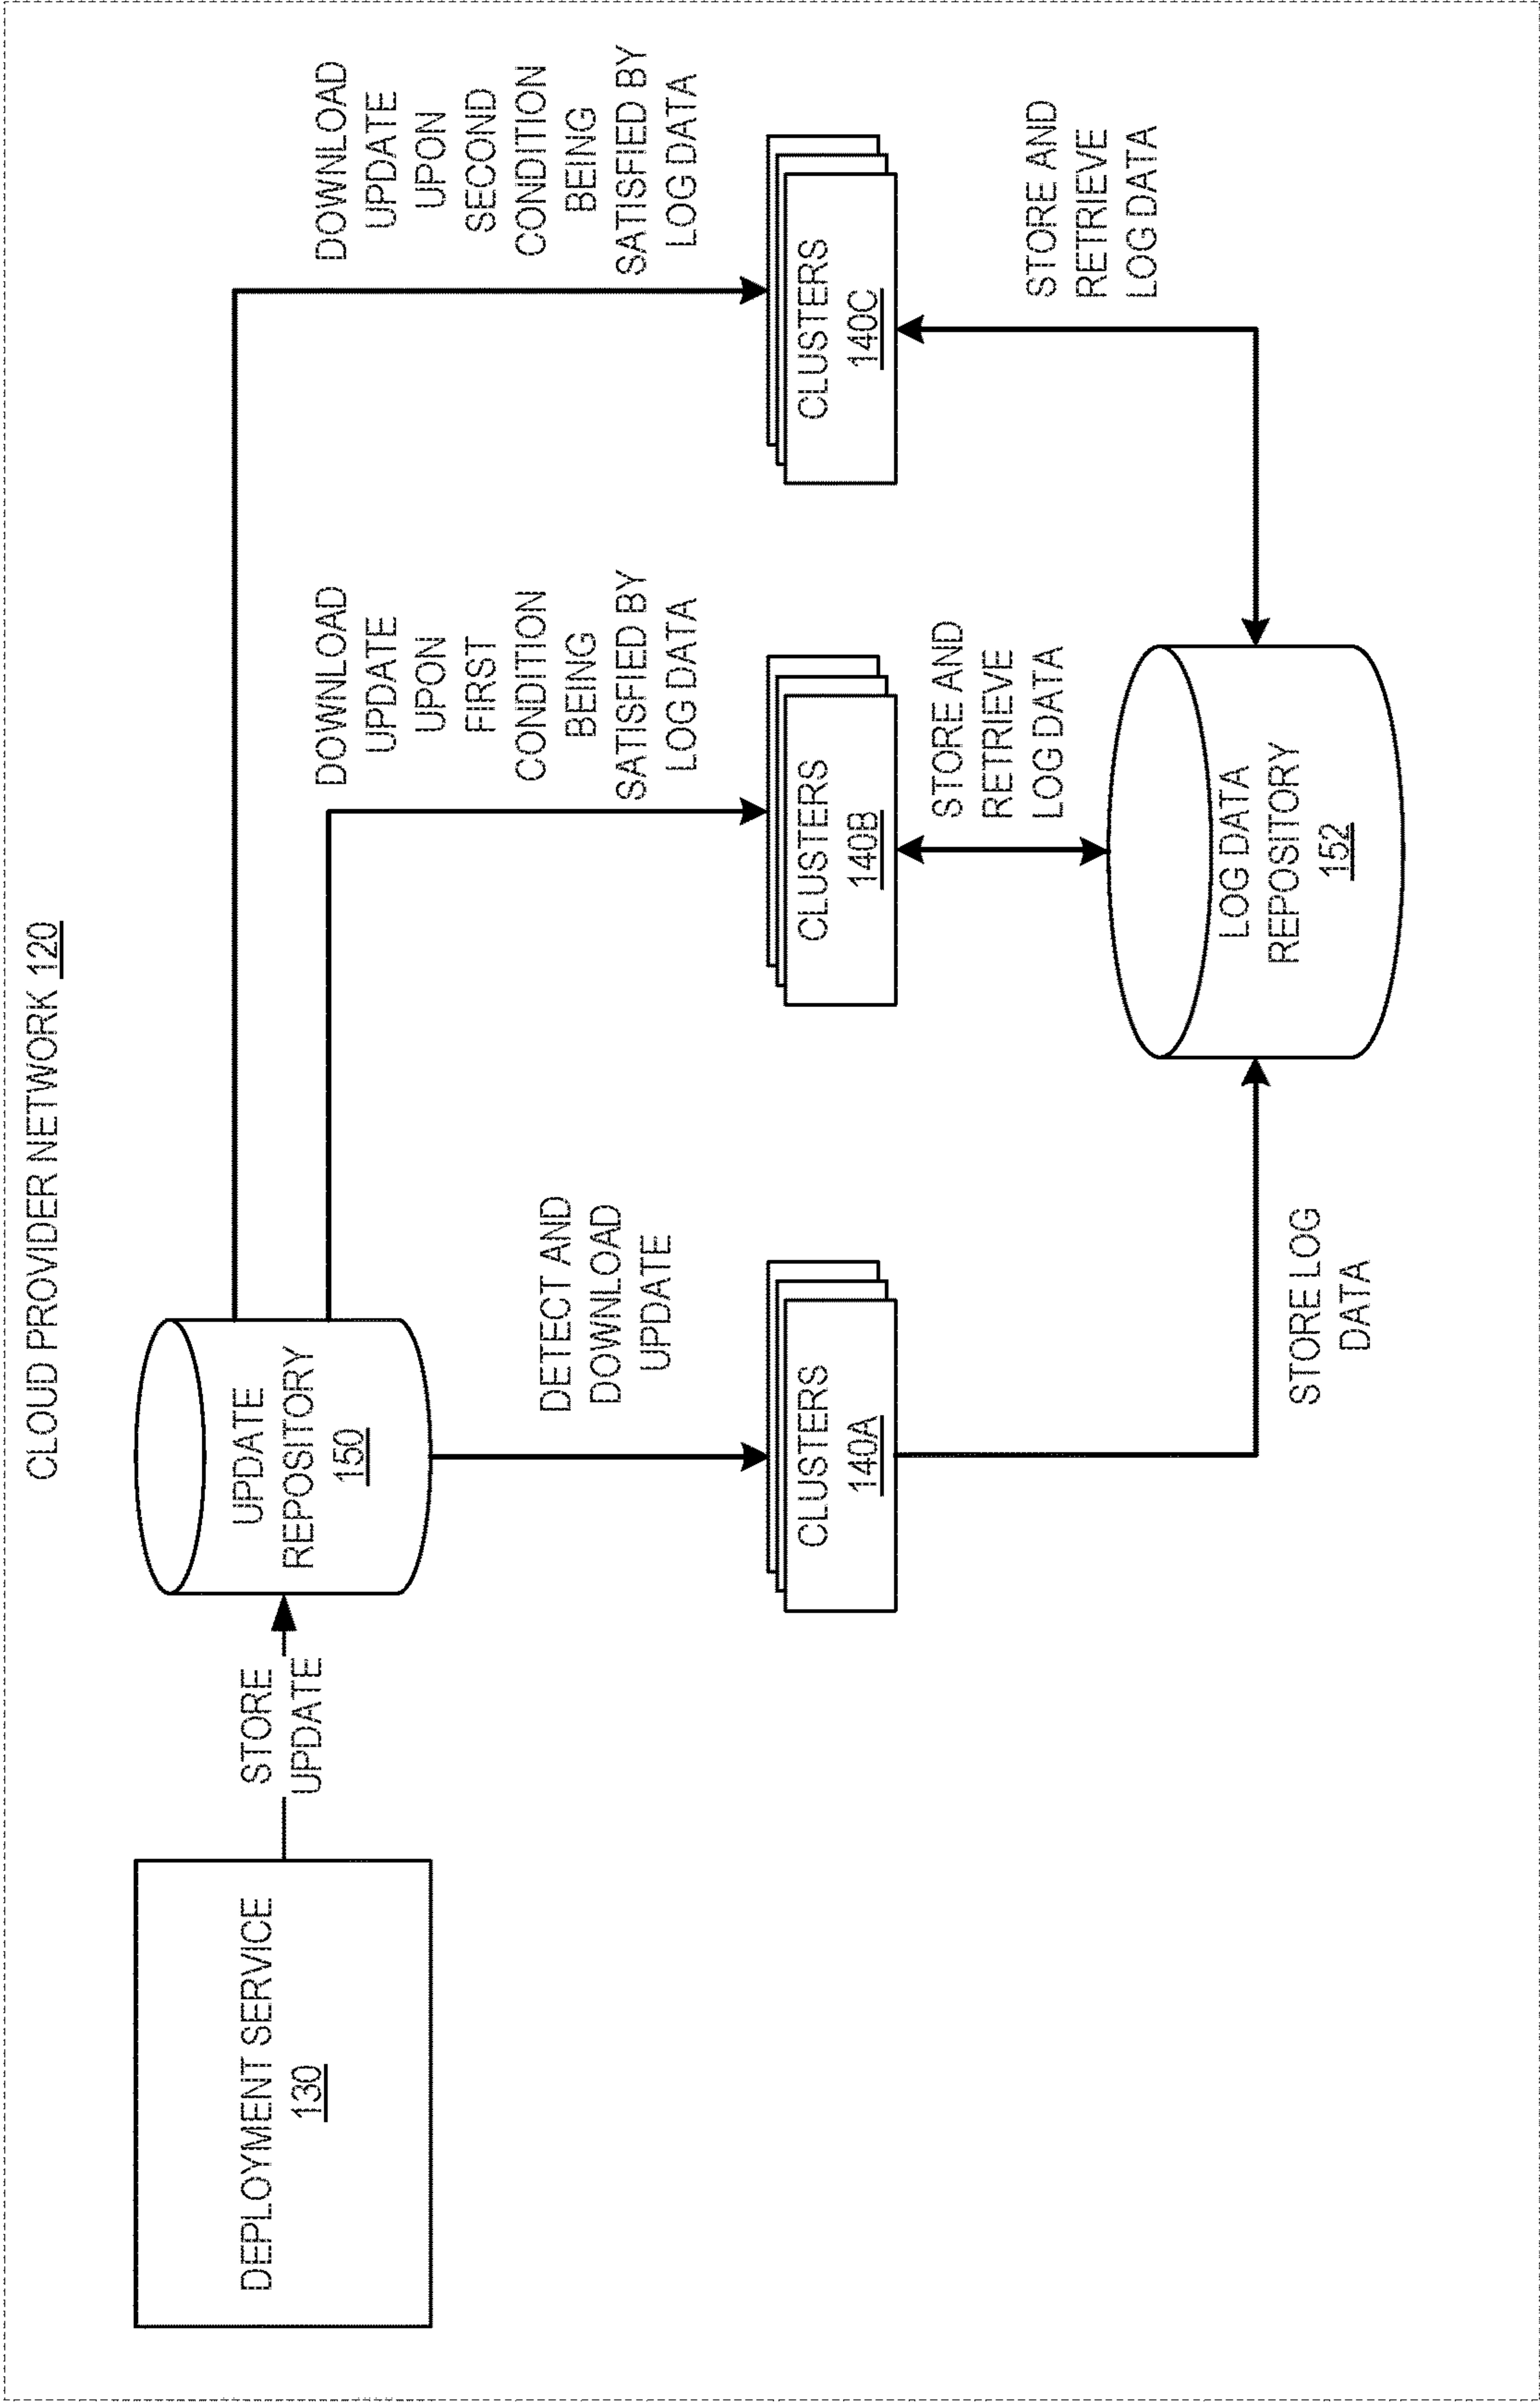 CLOUD PROVIDER NETWORK 120
DEPLOYMENT SERVICE
130
STORE
UPDATE
UPDATE
REPOSITORY
150
DETECT AND
DOWNLOAD
UPDATE
DOWNLOAD
UPDATE
UPON
FIRST
CONDITION
BEING
SATISFIED BY
LOG DATA
DOWNLOAD
UPDATE
UPON
SECOND
CONDITION
BEING
SATISFIED BY
LOG DATA
CLUSTERS
140A
CLUSTERS
140B
CLUSTERS
140C
STORE LOG
DATA
STORE AND
RETRIEVE
LOG DATA
STORE AND
RETRIEVE
LOG DATA
LOG DATA
REPOSITORY
152